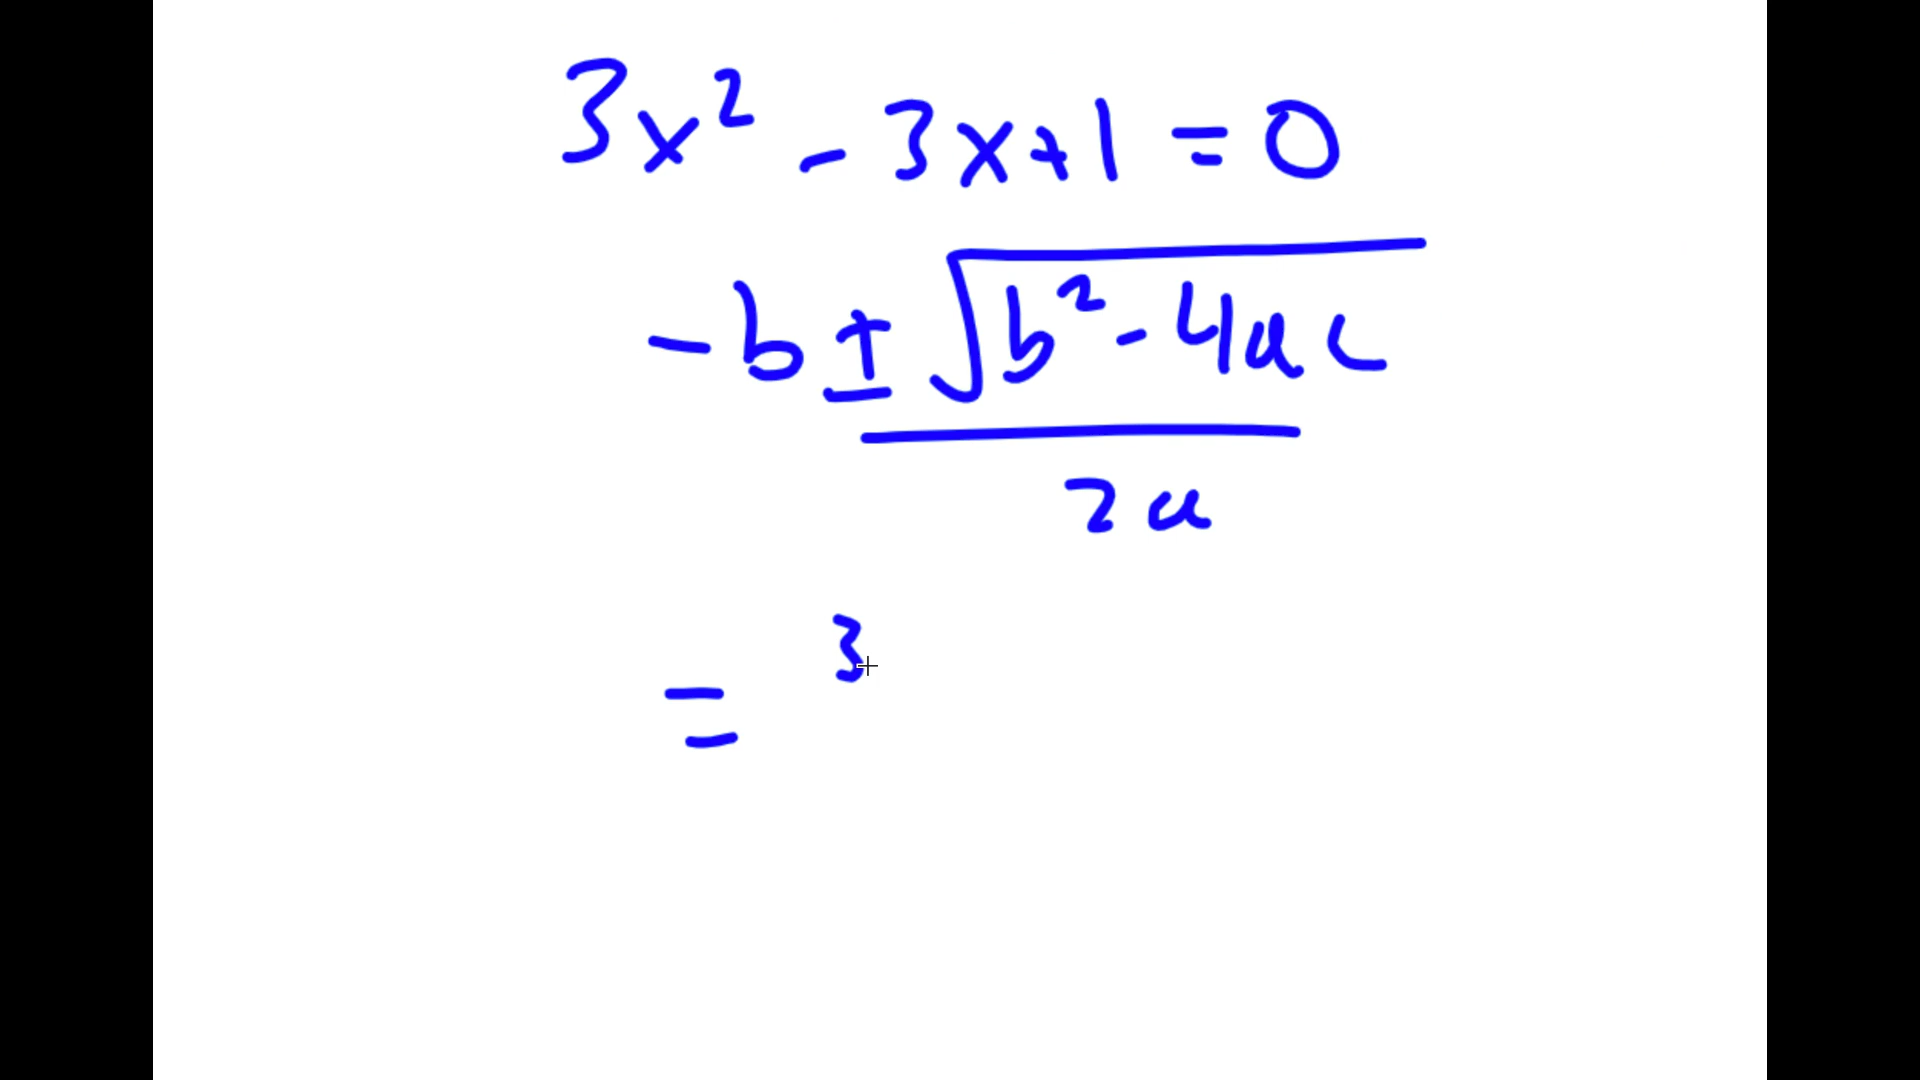 3x² - 3x + 1 = 0
-b ± √b² - 4ac
2a
= 3